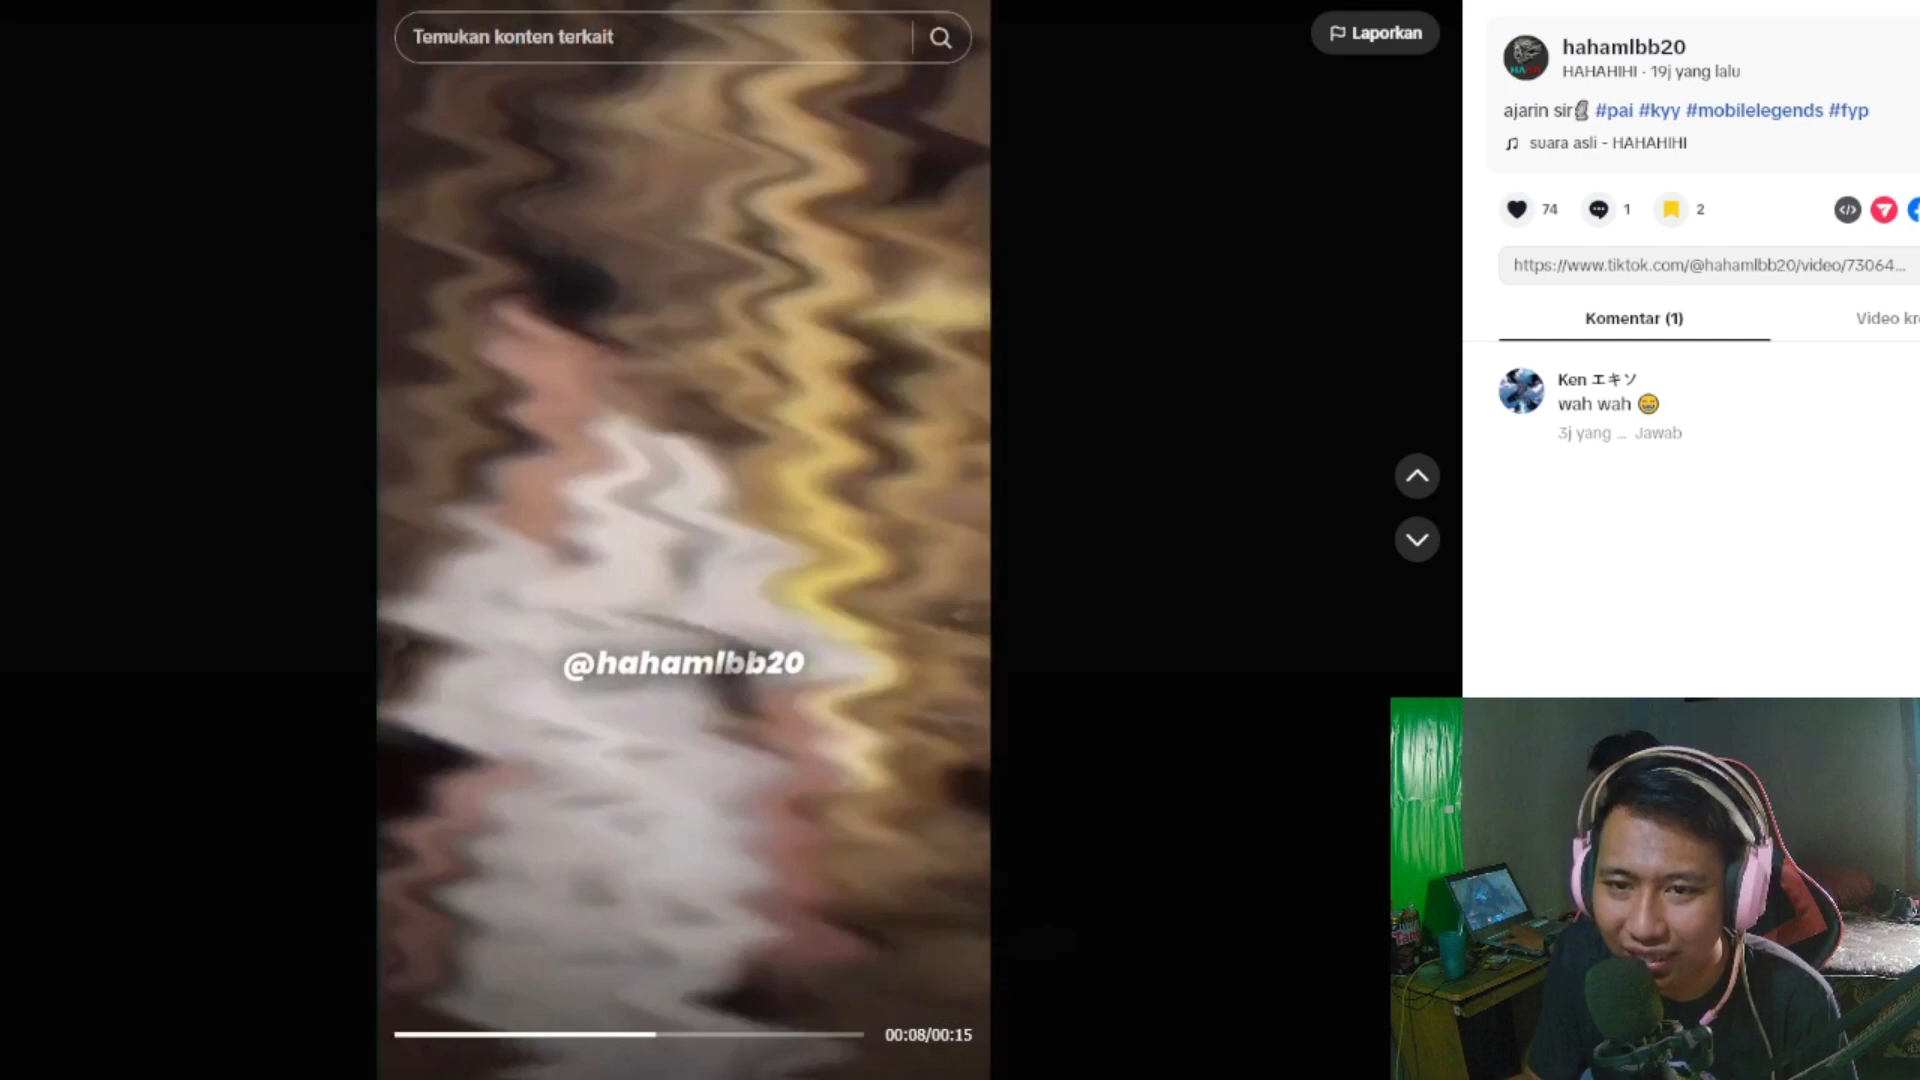 Temukan konten terkait
Laporkan
@hahamlbb20
00:08/00:15
hahamlbb20
HAHAHIHI · 19j yang lalu
ajarin sir🗿 #pai #kyy #mobilelegends #fyp
suara asli - HAHAHIHI
74
1
2
https://www.tiktok.com/@hahamlbb20/video/73064...
Komentar (1)
Video kr
Ken エキソ
wah wah 😄
3j yang ... Jawab